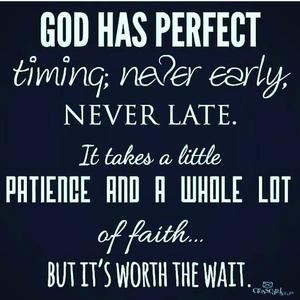 GOD HAS PERFECT
timing; never early,
NEVER LATE.
It takes a little
PATIENCE AND A WHOLE LOT
of faith...
BUT IT'S WORTH THE WAIT.